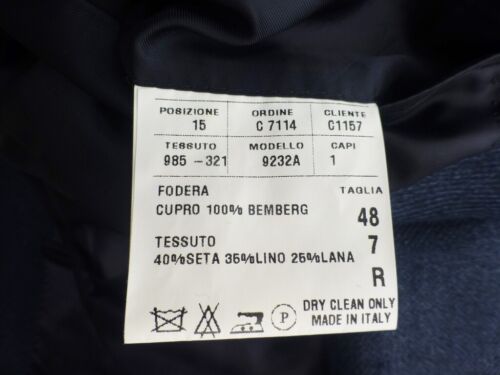 POSIZIONE ORDINE CLIENTE
15 C 7114 C1157
TESSUTO MODELLO CAPI
985 - 321 9232A 1
FODERA TAGLIA
CUPRO 100% BEMBERG 48
TESSUTO 7
40%SETA 35%LINO 25%LANA
R
P
DRY CLEAN ONLY
MADE IN ITALY